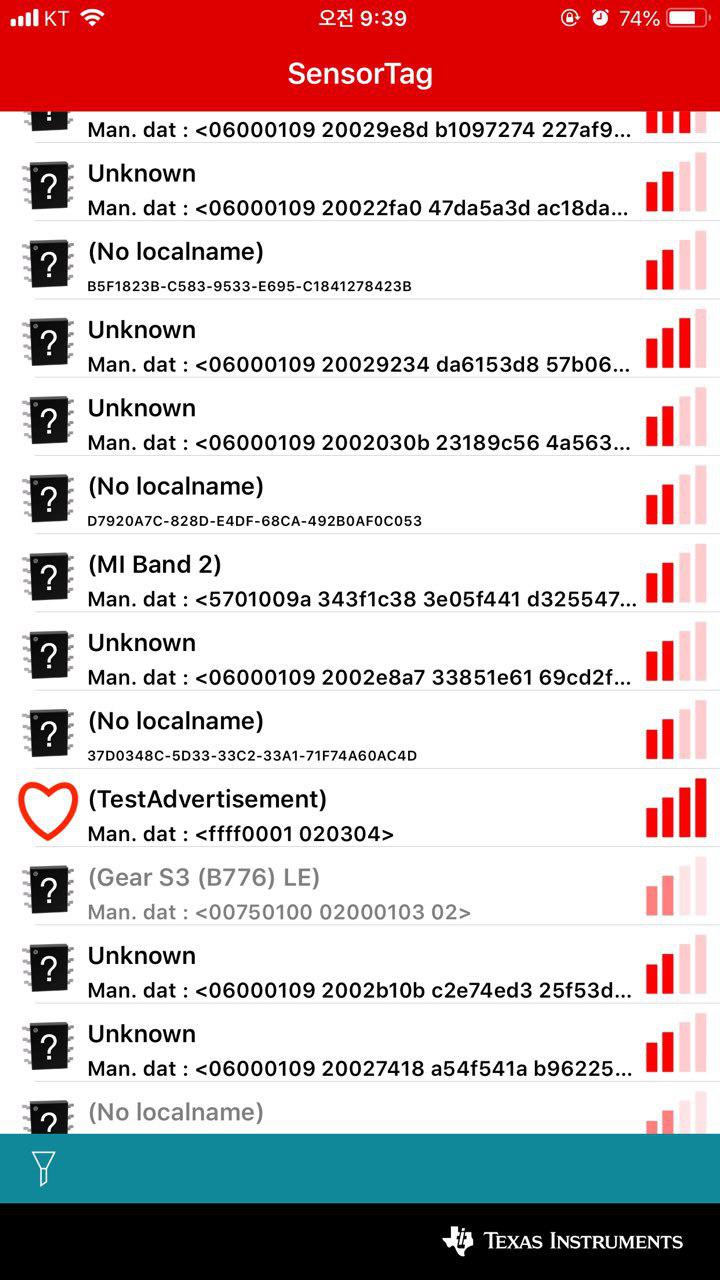 KT 오전 9:39 74%
SensorTag
Man. dat : <06000109 20029e8d b1097274 227af9...
Unknown
Man. dat : <06000109 20022fa0 47da5a3d ac18da...
(No localname)
B5F1823B-C583-9533-E695-C1841278423B
Unknown
Man. dat : <06000109 20029234 da6153d8 57b06...
Unknown
Man. dat : <06000109 2002030b 23189c56 4a563...
(No localname)
D7920A7C-828D-E4DF-68CA-492B0AF0C053
(MI Band 2)
Man. dat : <5701009a 343f1c38 3e05f441 d325547...
Unknown
Man. dat : <06000109 2002e8a7 33851e61 69cd2f...
(No localname)
37D0348C-5D33-33C2-33A1-71F74A60AC4D
(TestAdvertisement)
Man. dat : <ffff0001 020304>
(Gear S3 (B776) LE)
Man. dat : <00750100 02000103 02>
Unknown
Man. dat : <06000109 2002b10b c2e74ed3 25f53d...
Unknown
Man. dat : <06000109 20027418 a54f541a b96225...
(No localname)
TEXAS INSTRUMENTS